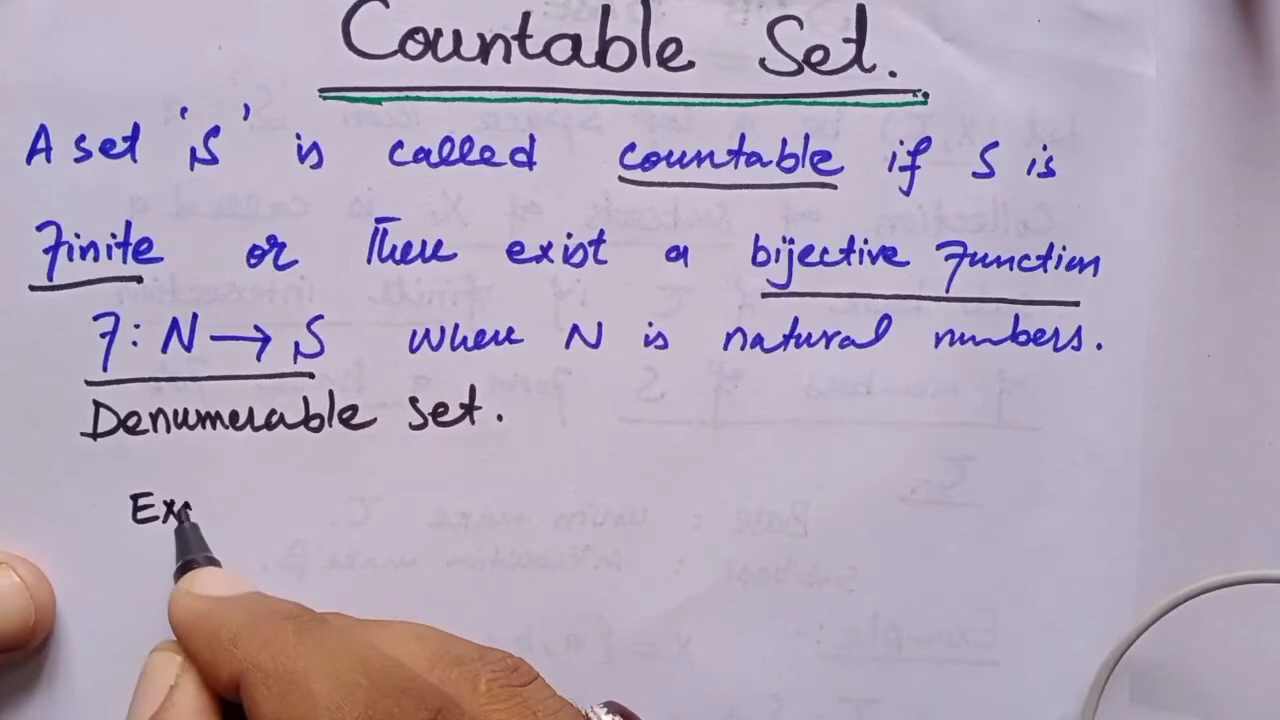 Countable Set.
A set 'S' is called countable if S is
Finite or There exist a bijective Function
F : N → S where N is natural numbers.
Denumerable set.
Exa